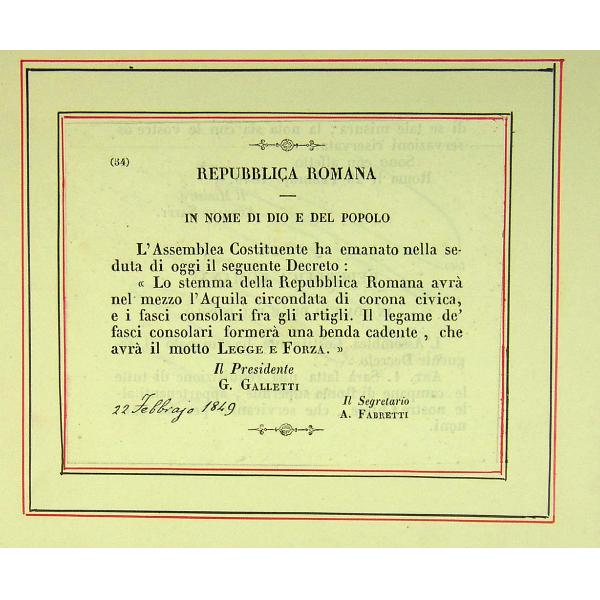 (34)
REPUBBLICA ROMANA
IN NOME DI DIO E DEL POPOLO
L'Assemblea Costituente ha emanato nella se-
duta di oggi il seguente Decreto :
« Lo stemma della Repubblica Romana avrà
nel mezzo l'Aquila circondata di corona civica,
e i fasci consolari fra gli artigli. Il legame de'
fasci consolari formerà una benda cadente, che
avrà il motto LEGGE E FORZA. »
Il Presidente
G. GALLETTI
22 Febbrajo 1849
Il Segretario
A. FABRETTI